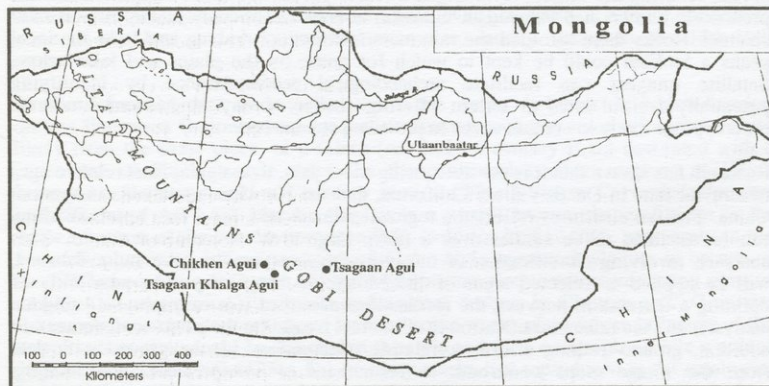 Mongolia
RUSSIA
SIBERIA
RUSS
Ulaanbaatar
ALTAI MOUNTAINS
Chikhen Agui
Tsagaan Agui
Tsagaan Khalga Agui
GOBI DESERT
CHINA
Xinjiang
CHINA
Inner Mongolia
100 0 100 200 300 400
Kilometers